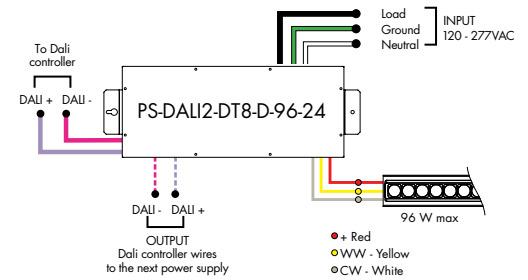 Load
Ground
Neutral
INPUT
120 - 277VAC
To Dali
controller
DALI +
DALI -
PS-DALI2-DT8-D-96-24
DALI -
DALI +
OUTPUT
Dali controller wires
to the next power supply
96 W max
+ Red
WW - Yellow
CW - White